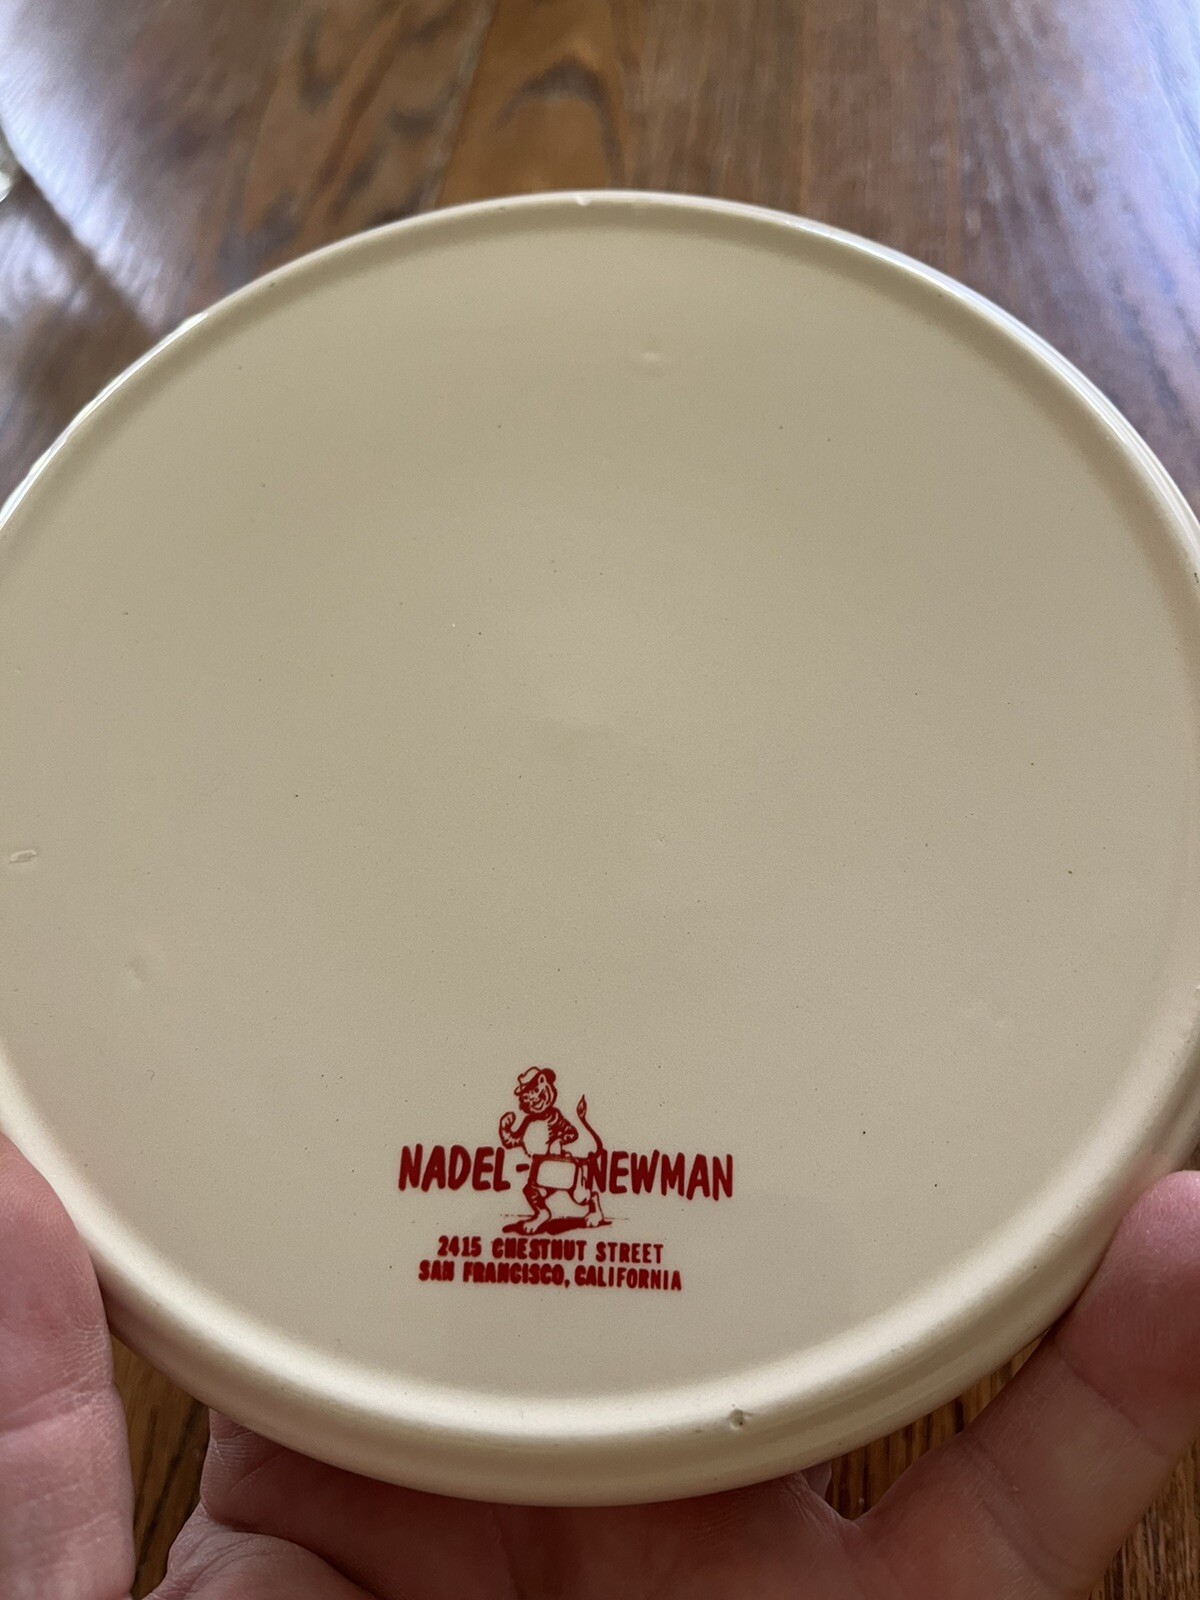 NADEL-NEWMAN
2415 CHESTNUT STREET
SAN FRANCISCO, CALIFORNIA